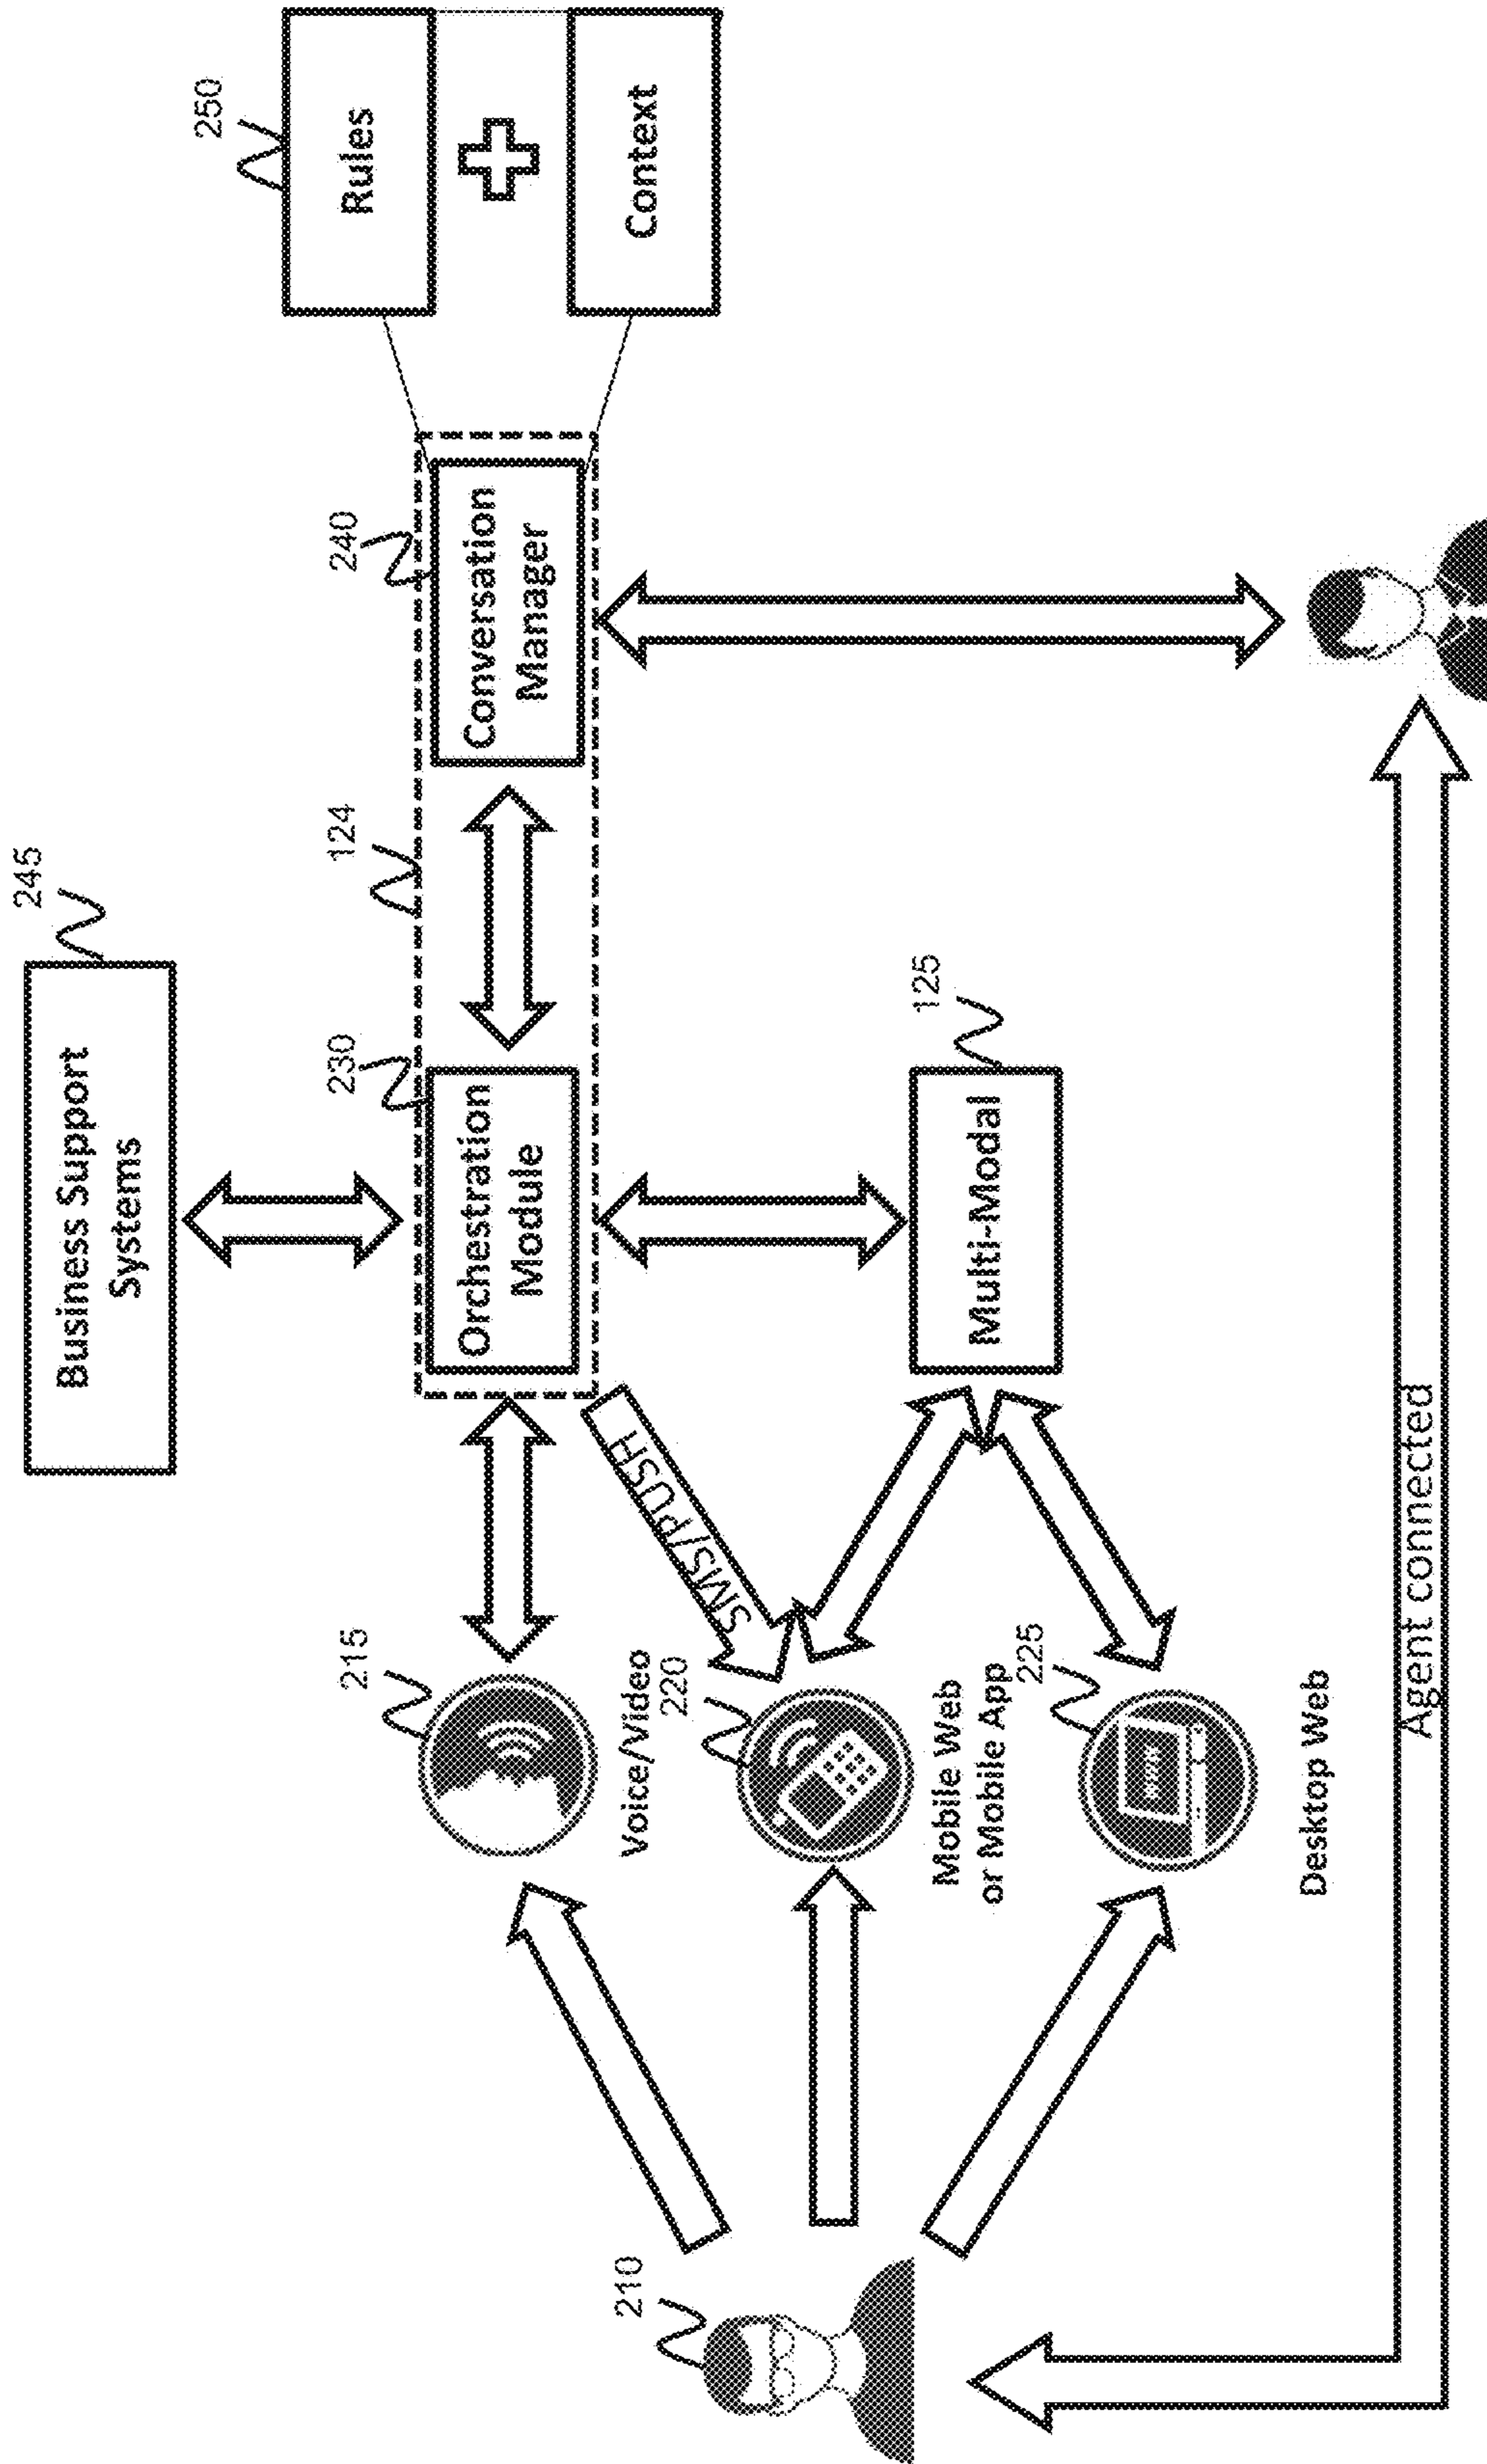 245
Business Support
Systems
250
Rules
Context
215
230
124
240
Orchestration
Module
Conversation
Manager
Voice/Video
SMS/PUSH
210
220
Mobile Web
or Mobile App
125
Multi-Modal
225
Desktop Web
Agent connected